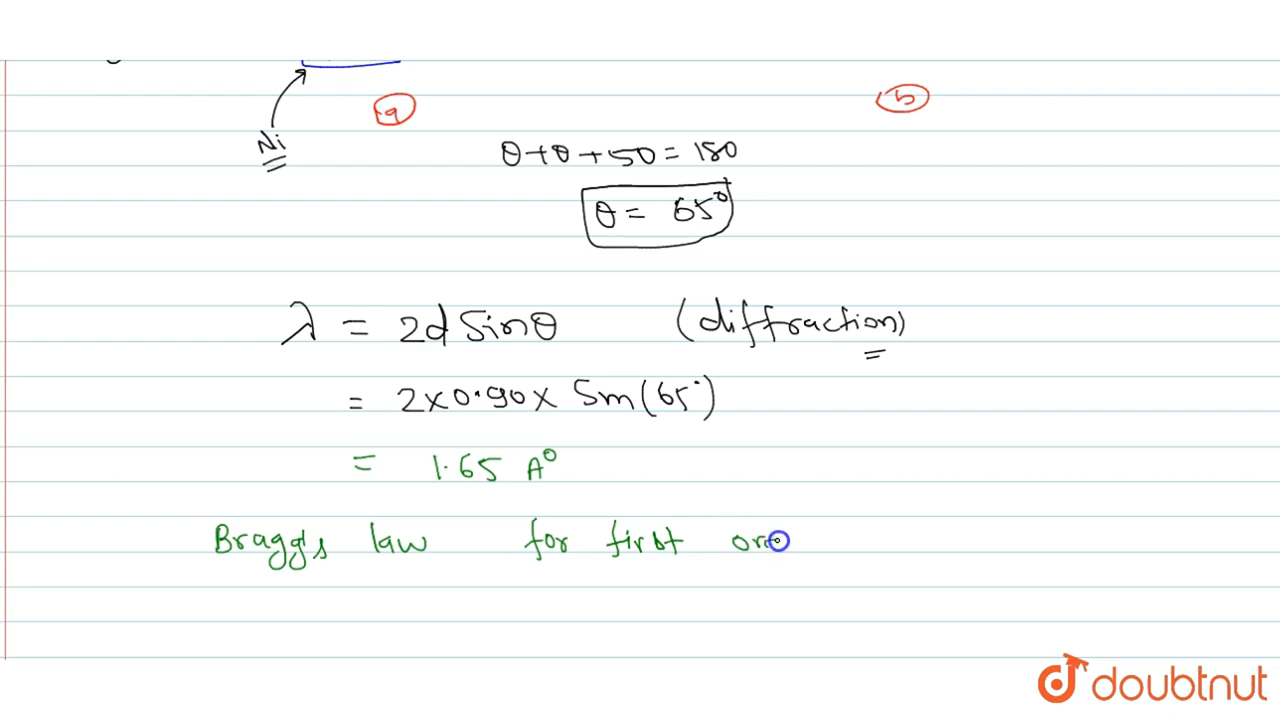 a
b
Ni
θ+θ+50=180
θ = 65°
λ = 2d Sinθ (diffraction)
= 2×0.90× Sin(65°)
= 1.65 A°
Bragg's law for first ord
doubtnut